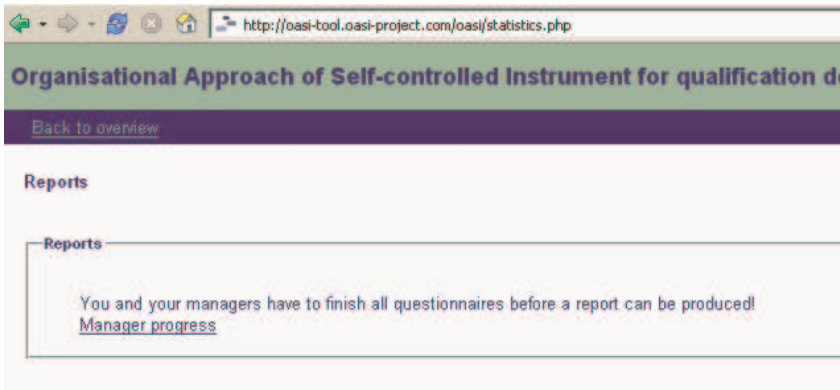 http://oasi-tool.oasi-project.com/oasi/statistics.php
Organisational Approach of Self-controlled Instrument for qualification
Back to overview
Reports
Reports
You and your managers have to finish all questionnaires before a report can be produced!
Manager progress